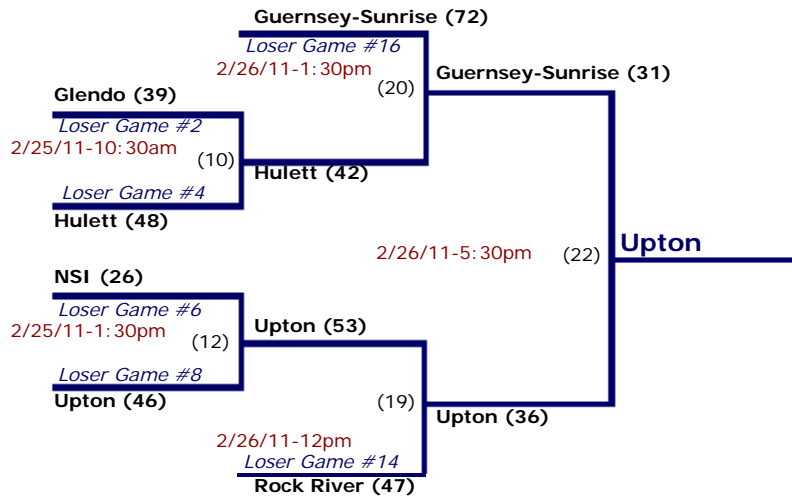 Guernsey-Sunrise (72)
Loser Game #16
2/26/11-1:30pm
(20)
Guernsey-Sunrise (31)
Glendo (39)
Loser Game #2
2/25/11-10:30am
(10)
Hulett (42)
Loser Game #4
Hulett (48)
2/26/11-5:30pm
(22)
Upton
NSI (26)
Loser Game #6
2/25/11-1:30pm
(12)
Upton (53)
Loser Game #8
Upton (46)
(19)
Upton (36)
2/26/11-12pm
Loser Game #14
Rock River (47)